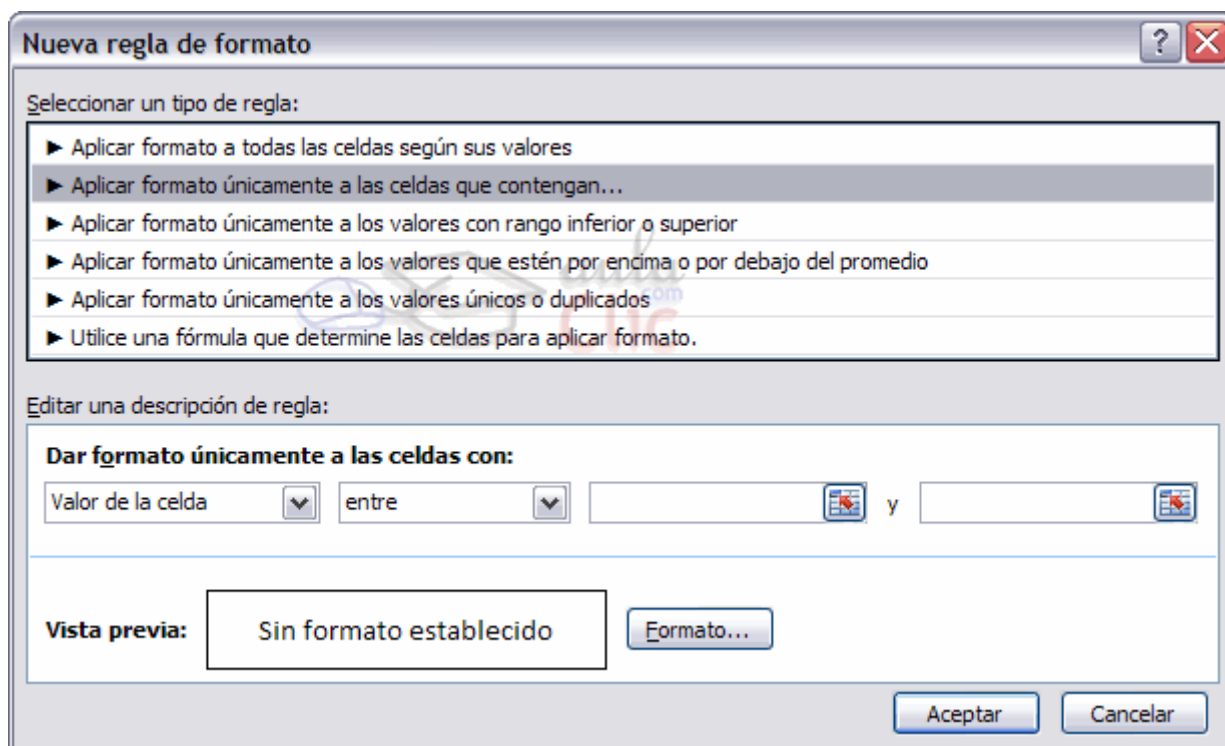 Nueva regla de formato
Seleccionar un tipo de regla:
► Aplicar formato a todas las celdas según sus valores
► Aplicar formato únicamente a las celdas que contengan...
► Aplicar formato únicamente a los valores con rango inferior o superior
► Aplicar formato únicamente a los valores que estén por encima o por debajo del promedio
► Aplicar formato únicamente a los valores únicos o duplicados
► Utilice una fórmula que determine las celdas para aplicar formato.
aula
com
Clic
Editar una descripción de regla:
Dar formato únicamente a las celdas con:
Valor de la celda entre y
Vista previa: Sin formato establecido Formato...
Aceptar Cancelar